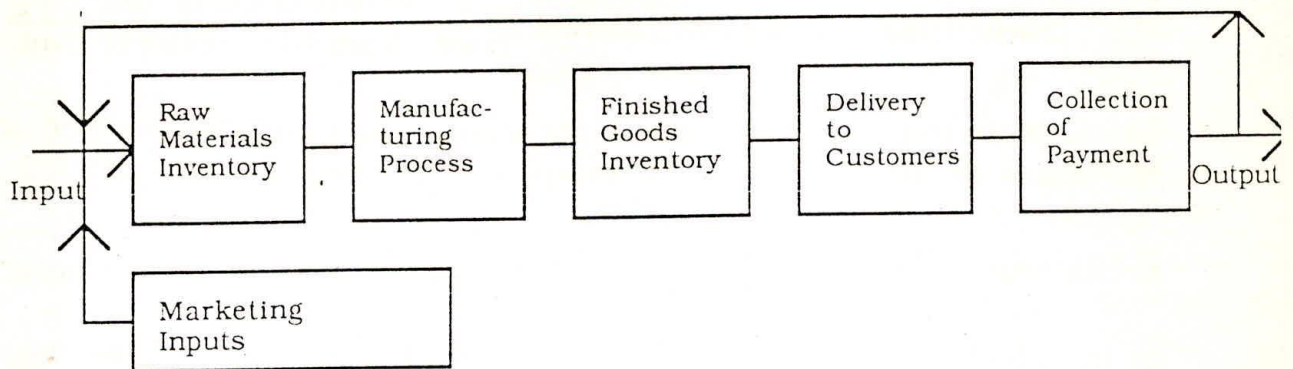 Raw
Materials
Inventory
Manufac-
turing
Process
Finished
Goods
Inventory
Delivery
to
Customers
Collection
of
Payment
Input
Output
Marketing
Inputs